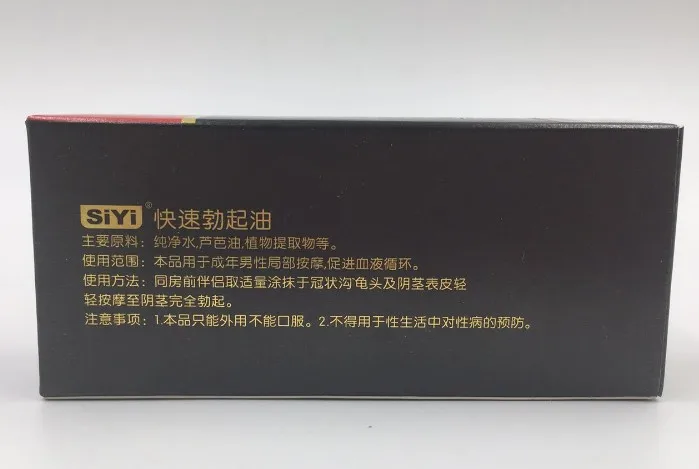 SiYi® 快速勃起油
主要原料：纯净水,芦芭油,植物提取物等。
使用范围：本品用于成年男性局部按摩,促进血液循环。
使用方法：同房前伴侣取适量涂抹于冠状沟'龟头及阴茎表皮轻
轻按摩至阴茎完全勃起。
注意事项：1.本品只能外用不能口服。2.不得用于性生活中对性病的预防。